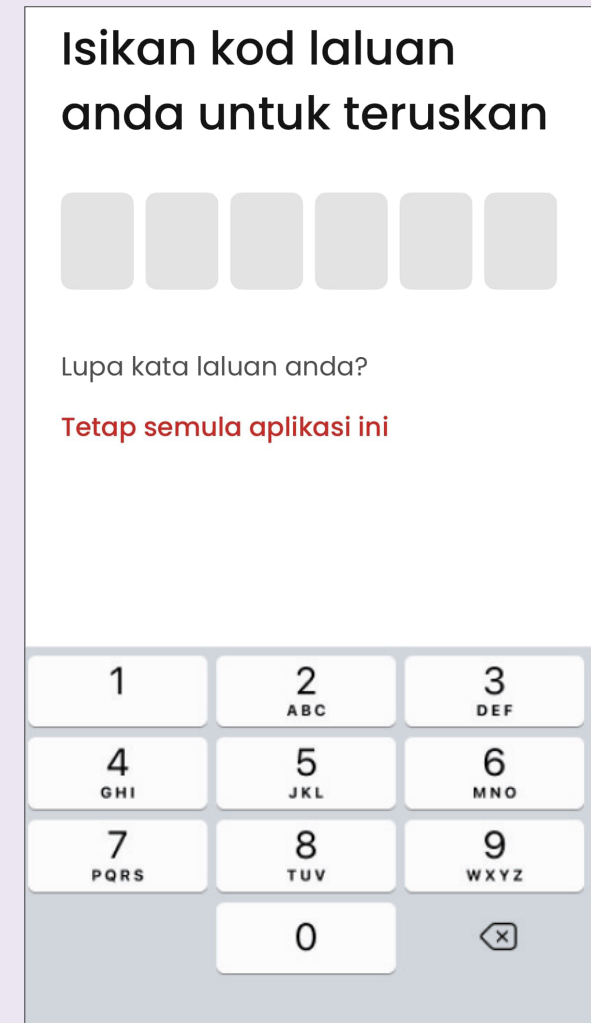 Isikan kod laluan
anda untuk teruskan
Lupa kata laluan anda?
Tetap semula aplikasi ini
1 2 3
ABC DEF
4 5 6
GHI JKL MNO
7 8 9
PQRS TUV WXYZ
0